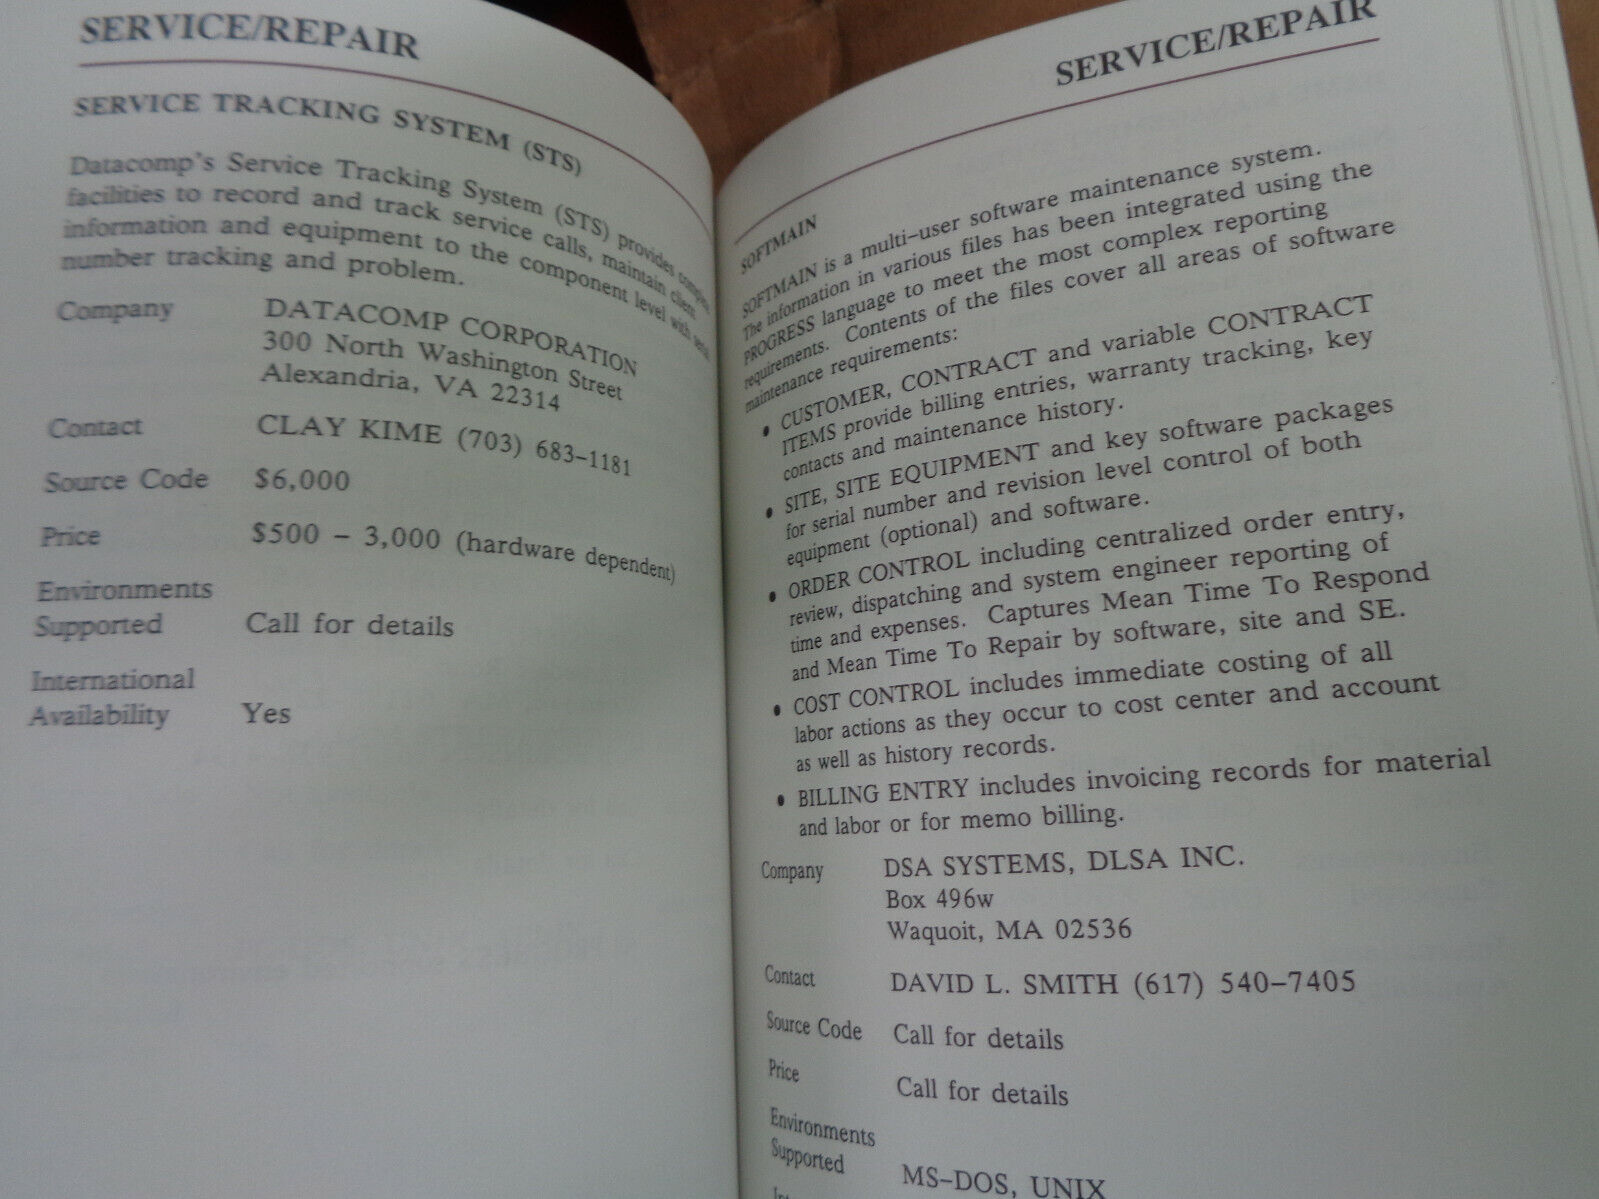 SERVICE/REPAIR
SERVICE TRACKING SYSTEM (STS)
Datacomp's Service Tracking System (STS) provides complete
facilities to record and track service calls, maintain client
information and equipment to the component level with serial
number tracking and problem.
Company DATACOMP CORPORATION
300 North Washington Street
Alexandria, VA 22314
Contact CLAY KIME (703) 683-1181
Source Code $6,000
Price $500 - 3,000 (hardware dependent)
Environments
Supported Call for details
International
Availability Yes
SERVICE/REPAIR
SOFTMAIN
SOFTMAIN is a multi-user software maintenance system.
The information in various files has been integrated using the
PROGRESS language to meet the most complex reporting
requirements. Contents of the files cover all areas of software
maintenance requirements:
• CUSTOMER, CONTRACT and variable CONTRACT
ITEMS provide billing entries, warranty tracking, key
contacts and maintenance history.
• SITE, SITE EQUIPMENT and key software packages
for serial number and revision level control of both
equipment (optional) and software.
• ORDER CONTROL including centralized order entry,
review, dispatching and system engineer reporting of
time and expenses. Captures Mean Time To Respond
and Mean Time To Repair by software, site and SE.
• COST CONTROL includes immediate costing of all
labor actions as they occur to cost center and account
as well as history records.
• BILLING ENTRY includes invoicing records for material
and labor or for memo billing.
Company DSA SYSTEMS, DLSA INC.
Box 496w
Waquoit, MA 02536
Contact DAVID L. SMITH (617) 540-7405
Source Code Call for details
Price Call for details
Environments
Supported MS-DOS, UNIX